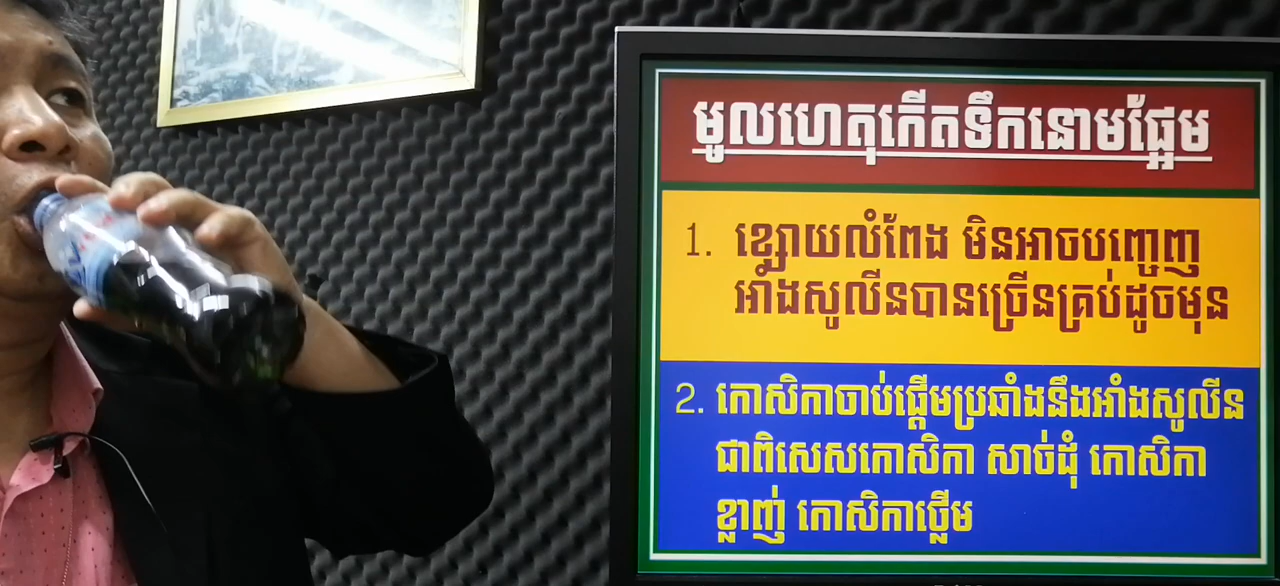 មូលហេតុកើតទឹកនោមផ្អែម
1. ខ្សោយលំពែង មិនអាចបញ្ចេញ
អាំងសូលីនបានច្រើនគ្រប់ដូចមុន
2. កោសិកាចាប់ផ្តើមប្រឆាំងនឹងអាំងសូលីន
ជាពិសេសកោសិកា សាច់ដុំ កោសិកា
ខ្លាញ់ កោសិកាថ្លើម